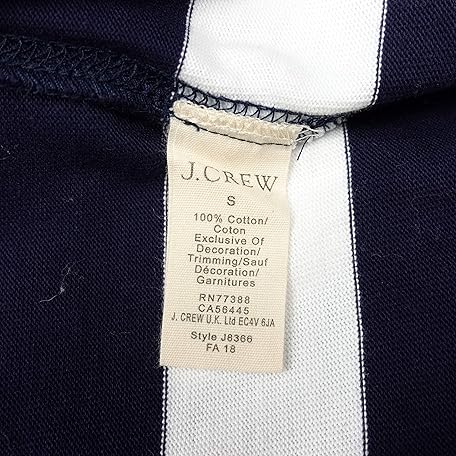 J.CREW
S
100% Cotton/
Coton
Exclusive Of
Decoration/
Trimming/Sauf
Décoration/
Garnitures
RN77388
CA56445
J. CREW U.K. Ltd EC4V 6JA
Style J8366
FA 18